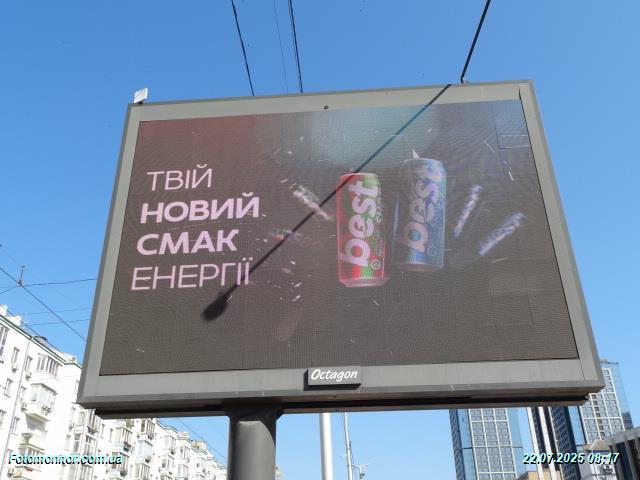 ТВІЙ
НОВИЙ
СМАК
ЕНЕРГІЇ
best
best
Octagon
Fotomonitor.com.ua
22.07.2025 08:17